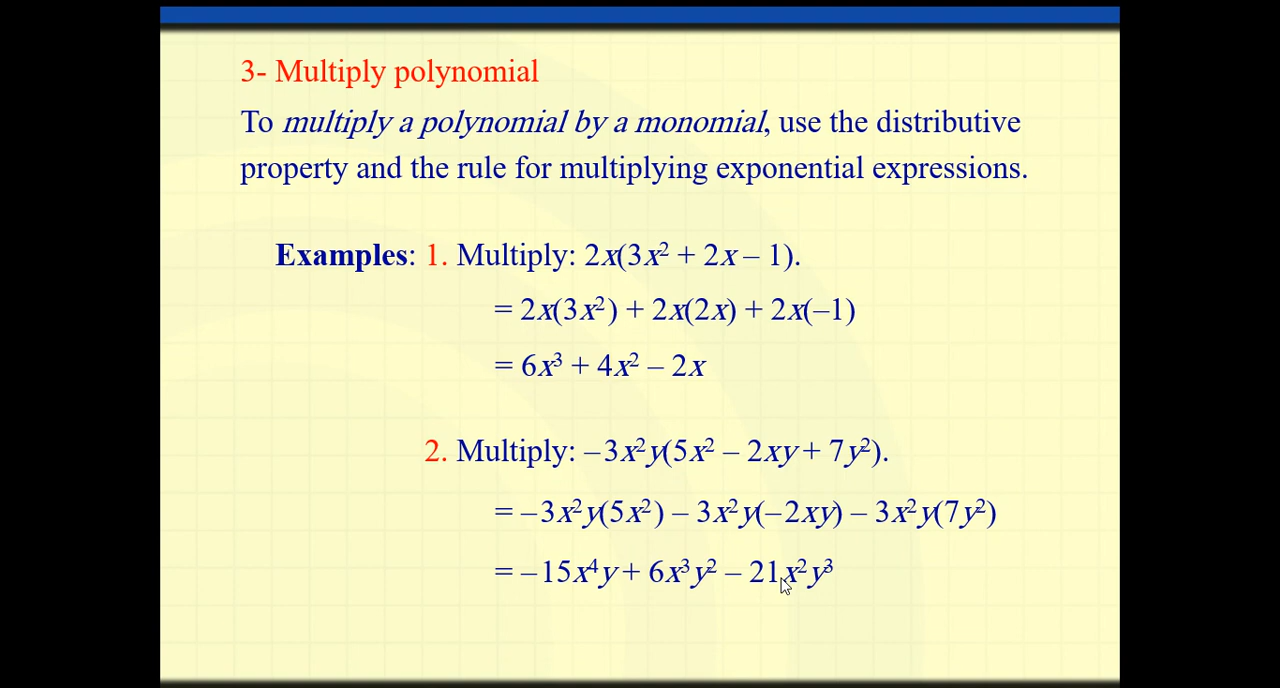 3- Multiply polynomial
To multiply a polynomial by a monomial, use the distributive
property and the rule for multiplying exponential expressions.
Examples: 1. Multiply: 2x(3x² + 2x – 1).
= 2x(3x²) + 2x(2x) + 2x(–1)
= 6x³ + 4x² – 2x
2. Multiply: –3x²y(5x² – 2xy + 7y²).
= –3x²y(5x²) – 3x²y(–2xy) – 3x²y(7y²)
= –15x⁴y + 6x³y² – 21x²y³